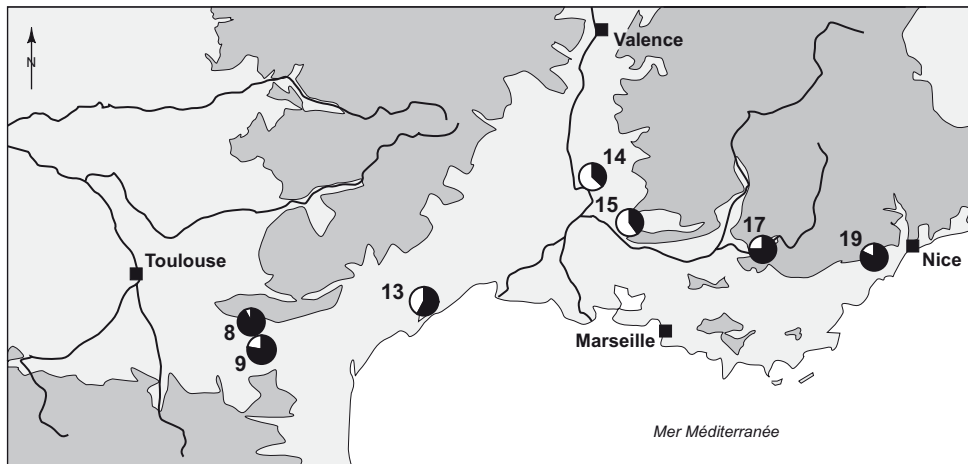 N
Valence
14
15
17
19
Nice
Toulouse
13
8
9
Marseille
Mer Méditerranée